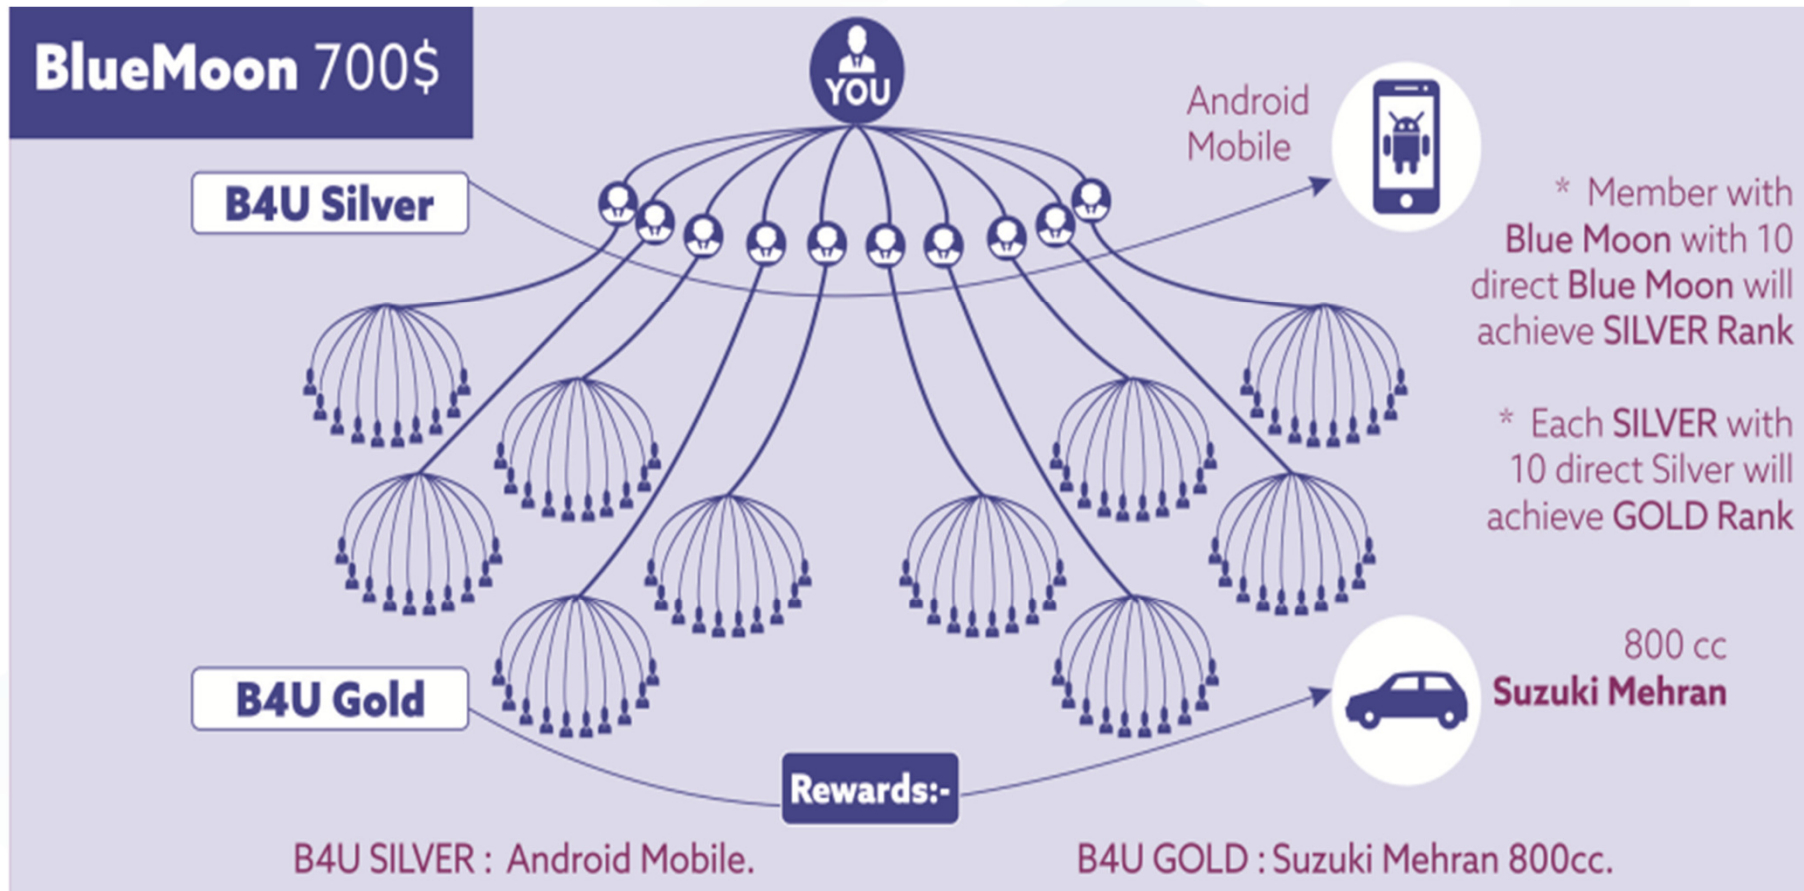 BlueMoon 700$
YOU
Android
Mobile
B4U Silver
* Member with
Blue Moon with 10
direct Blue Moon will
achieve SILVER Rank
* Each SILVER with
10 direct Silver will
achieve GOLD Rank
800 cc
Suzuki Mehran
B4U Gold
Rewards:-
B4U SILVER : Android Mobile.
B4U GOLD : Suzuki Mehran 800cc.